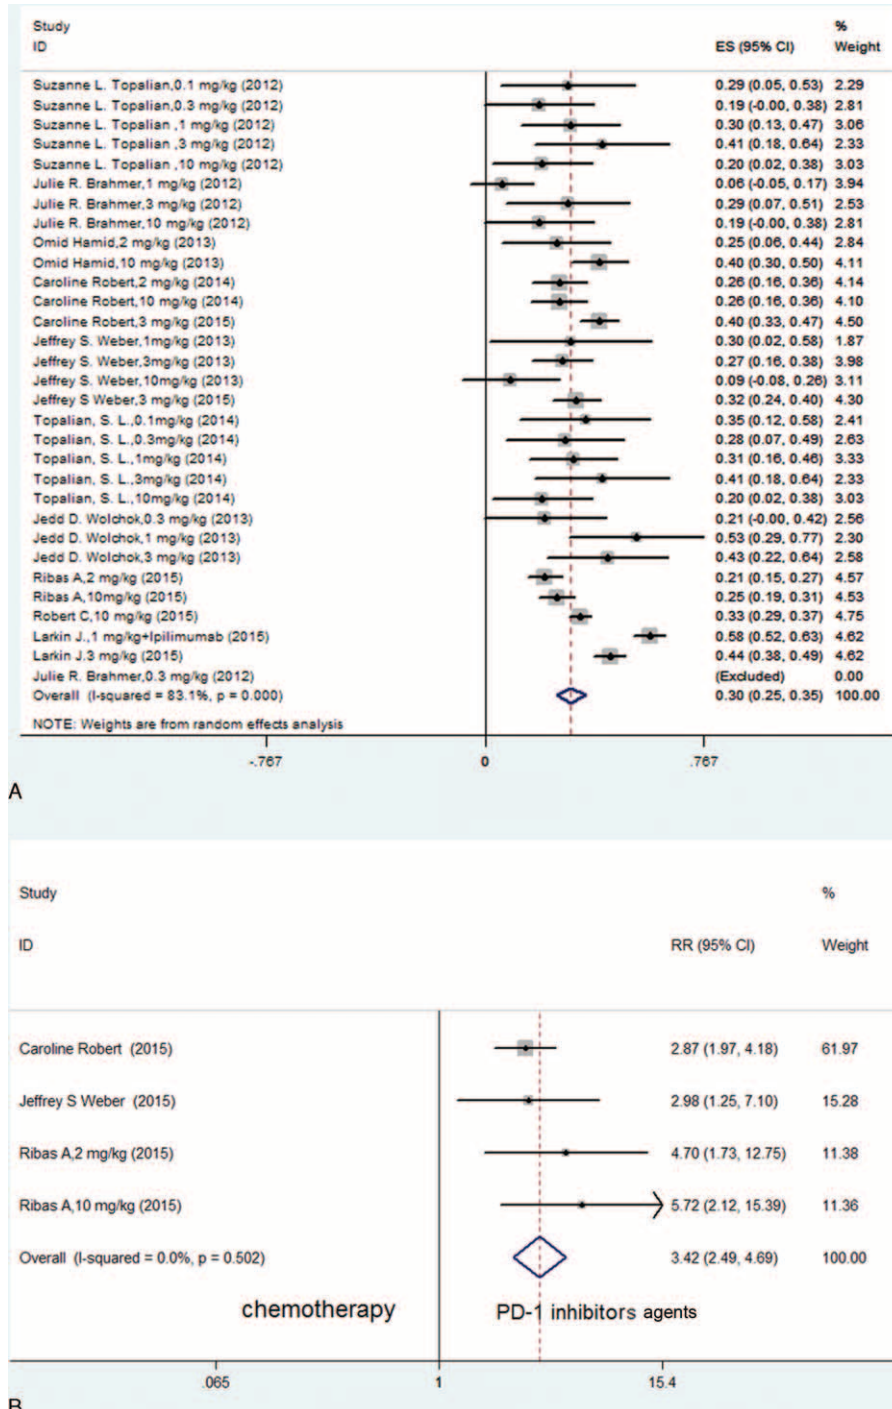 Study %
ID ES (95% CI) Weight
Suzanne L. Topalian,0.1 mg/kg (2012) 0.29 (0.05, 0.53) 2.29
Suzanne L. Topalian,0.3 mg/kg (2012) 0.19 (-0.00, 0.38) 2.81
Suzanne L. Topalian ,1 mg/kg (2012) 0.30 (0.13, 0.47) 3.06
Suzanne L. Topalian ,3 mg/kg (2012) 0.41 (0.18, 0.64) 2.33
Suzanne L. Topalian ,10 mg/kg (2012) 0.20 (0.02, 0.38) 3.03
Julie R. Brahmer,1 mg/kg (2012) 0.06 (-0.05, 0.17) 3.94
Julie R. Brahmer,3 mg/kg (2012) 0.29 (0.07, 0.51) 2.53
Julie R. Brahmer,10 mg/kg (2012) 0.19 (-0.00, 0.38) 2.81
Omid Hamid,2 mg/kg (2013) 0.25 (0.06, 0.44) 2.84
Omid Hamid,10 mg/kg (2013) 0.40 (0.30, 0.50) 4.11
Caroline Robert,2 mg/kg (2014) 0.26 (0.16, 0.36) 4.14
Caroline Robert,10 mg/kg (2014) 0.26 (0.16, 0.36) 4.10
Caroline Robert,3 mg/kg (2015) 0.40 (0.33, 0.47) 4.50
Jeffrey S. Weber,1mg/kg (2013) 0.30 (0.02, 0.58) 1.87
Jeffrey S. Weber,3mg/kg (2013) 0.27 (0.16, 0.38) 3.98
Jeffrey S. Weber,10mg/kg (2013) 0.09 (-0.08, 0.26) 3.11
Jeffrey S Weber,3 mg/kg (2015) 0.32 (0.24, 0.40) 4.30
Topalian, S. L.,0.1mg/kg (2014) 0.35 (0.12, 0.58) 2.41
Topalian, S. L.,0.3mg/kg (2014) 0.28 (0.07, 0.49) 2.63
Topalian, S. L.,1mg/kg (2014) 0.31 (0.16, 0.46) 3.33
Topalian, S. L.,3mg/kg (2014) 0.41 (0.18, 0.64) 2.33
Topalian, S. L.,10mg/kg (2014) 0.20 (0.02, 0.38) 3.03
Jedd D. Wolchok,0.3 mg/kg (2013) 0.21 (-0.00, 0.42) 2.56
Jedd D. Wolchok,1 mg/kg (2013) 0.53 (0.29, 0.77) 2.30
Jedd D. Wolchok,3 mg/kg (2013) 0.43 (0.22, 0.64) 2.58
Ribas A,2 mg/kg (2015) 0.21 (0.15, 0.27) 4.57
Ribas A,10mg/kg (2015) 0.25 (0.19, 0.31) 4.53
Robert C,10 mg/kg (2015) 0.33 (0.29, 0.37) 4.75
Larkin J.,1 mg/kg+Ipilimumab (2015) 0.58 (0.52, 0.63) 4.62
Larkin J.3 mg/kg (2015) 0.44 (0.38, 0.49) 4.62
Julie R. Brahmer,0.3 mg/kg (2012) (Excluded) 0.00
Overall (I-squared = 83.1%, p = 0.000) 0.30 (0.25, 0.35) 100.00
NOTE: Weights are from random effects analysis
-.767 0 .767
A
Study %
ID RR (95% CI) Weight
Caroline Robert (2015) 2.87 (1.97, 4.18) 61.97
Jeffrey S Weber (2015) 2.98 (1.25, 7.10) 15.28
Ribas A,2 mg/kg (2015) 4.70 (1.73, 12.75) 11.38
Ribas A,10 mg/kg (2015) 5.72 (2.12, 15.39) 11.36
Overall (I-squared = 0.0%, p = 0.502) 3.42 (2.49, 4.69) 100.00
chemotherapy PD-1 inhibitors agents
.065 1 15.4
B